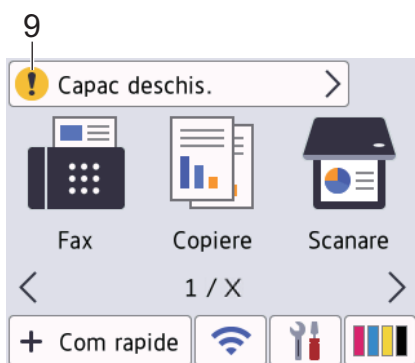 9
! Capac deschis.
Fax Copiere Scanare
1 / X
+ Com rapide